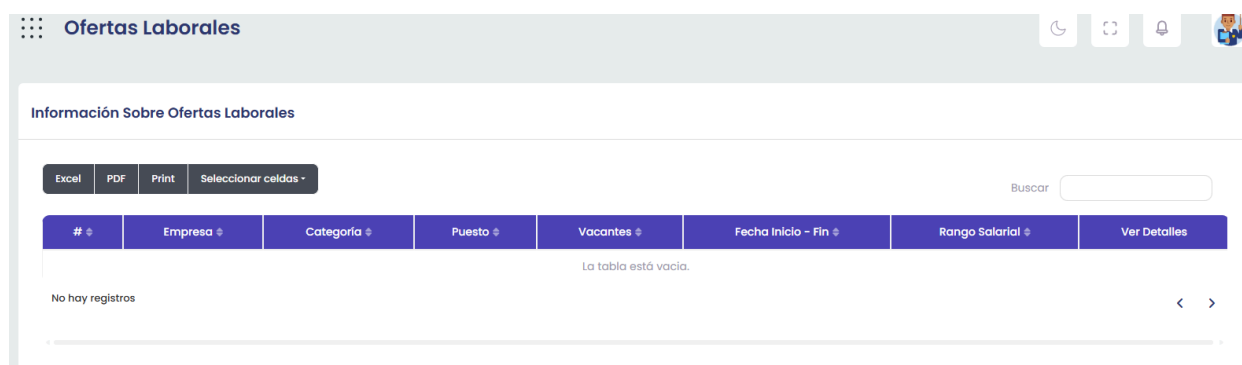 Ofertas Laborales
Información Sobre Ofertas Laborales
Excel PDF Print Seleccionar celdas
Buscar
# Empresa Categoría Puesto Vacantes Fecha Inicio - Fin Rango Salarial Ver Detalles
La tabla está vacia.
No hay registros